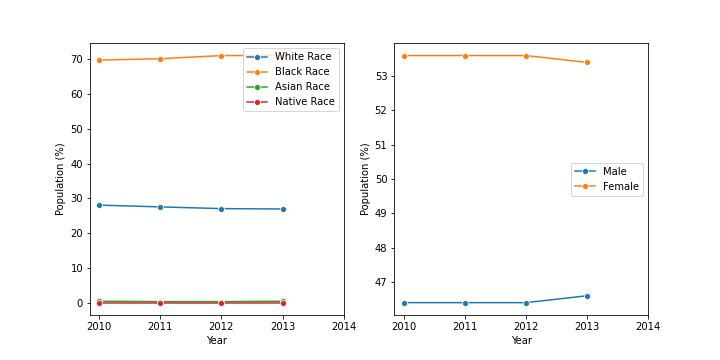 70
60
50
40
30
20
10
0
Population (%)
2010 2011 2012 2013 2014
Year
White Race
Black Race
Asian Race
Native Race
53
52
51
50
49
48
47
Population (%)
2010 2011 2012 2013 2014
Year
Male
Female